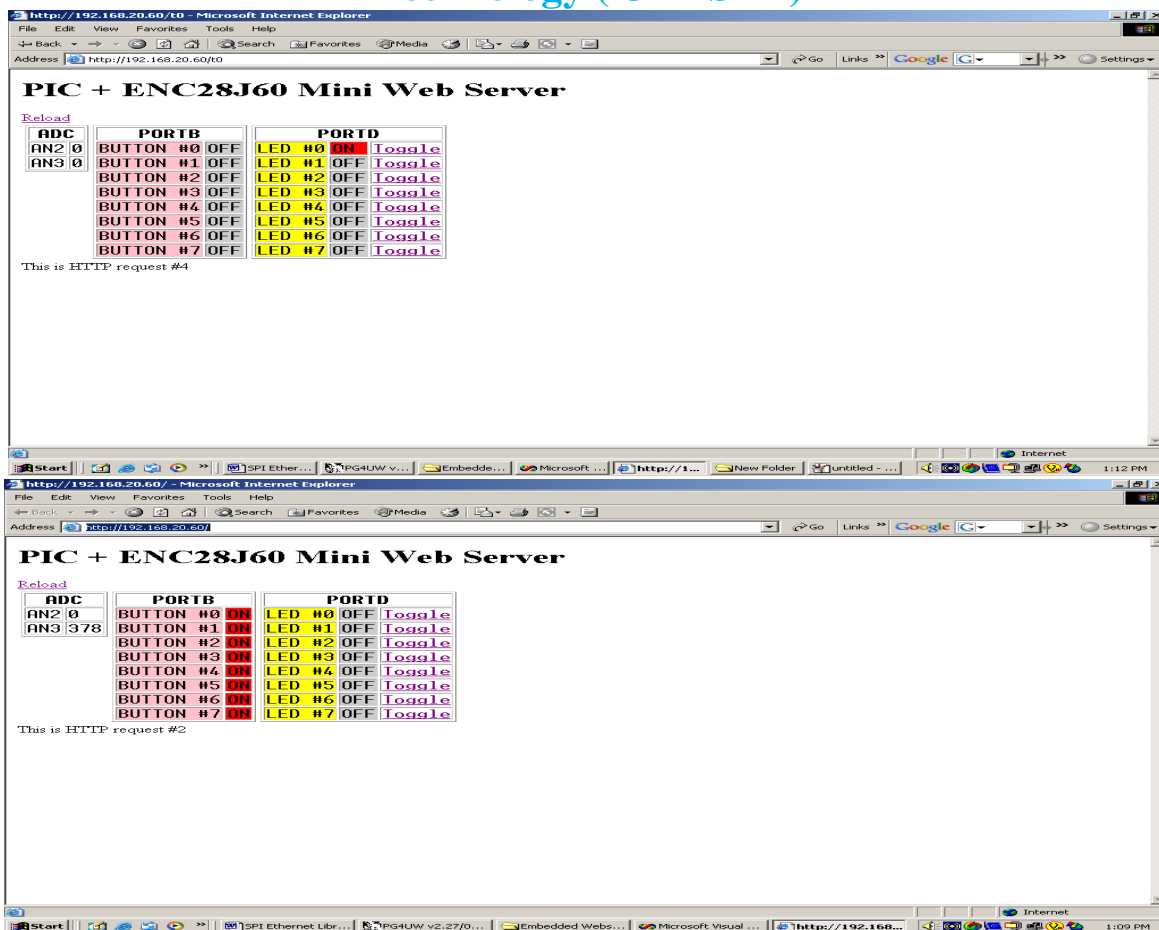 http://192.168.20.60/t0 - Microsoft Internet Explorer
File Edit View Favorites Tools Help
Back Search Favorites Media
Address http://192.168.20.60/t0 Go Links » Google G Settings
PIC + ENC28J60 Mini Web Server
Reload
ADC PORTB PORTD
AN2 0 BUTTON #0 OFF LED #0 ON Toggle
AN3 0 BUTTON #1 OFF LED #1 OFF Toggle
BUTTON #2 OFF LED #2 OFF Toggle
BUTTON #3 OFF LED #3 OFF Toggle
BUTTON #4 OFF LED #4 OFF Toggle
BUTTON #5 OFF LED #5 OFF Toggle
BUTTON #6 OFF LED #6 OFF Toggle
BUTTON #7 OFF LED #7 OFF Toggle
This is HTTP request #4
Internet
Start » SPI Ether... PG4UW v... Embedde... Microsoft ... http://1... New Folder untitled - ... 1:12 PM
http://192.168.20.60/ - Microsoft Internet Explorer
File Edit View Favorites Tools Help
Back Search Favorites Media
Address http://192.168.20.60/ Go Links » Google G Settings
PIC + ENC28J60 Mini Web Server
Reload
ADC PORTB PORTD
AN2 0 BUTTON #0 ON LED #0 OFF Toggle
AN3 378 BUTTON #1 ON LED #1 OFF Toggle
BUTTON #2 ON LED #2 OFF Toggle
BUTTON #3 ON LED #3 OFF Toggle
BUTTON #4 ON LED #4 OFF Toggle
BUTTON #5 ON LED #5 OFF Toggle
BUTTON #6 ON LED #6 OFF Toggle
BUTTON #7 ON LED #7 OFF Toggle
This is HTTP request #2
Internet
Start » SPI Ethernet Libr... PG4UW v2.27/0... Embedded Webs... Microsoft Visual ... http://192.168... 1:09 PM